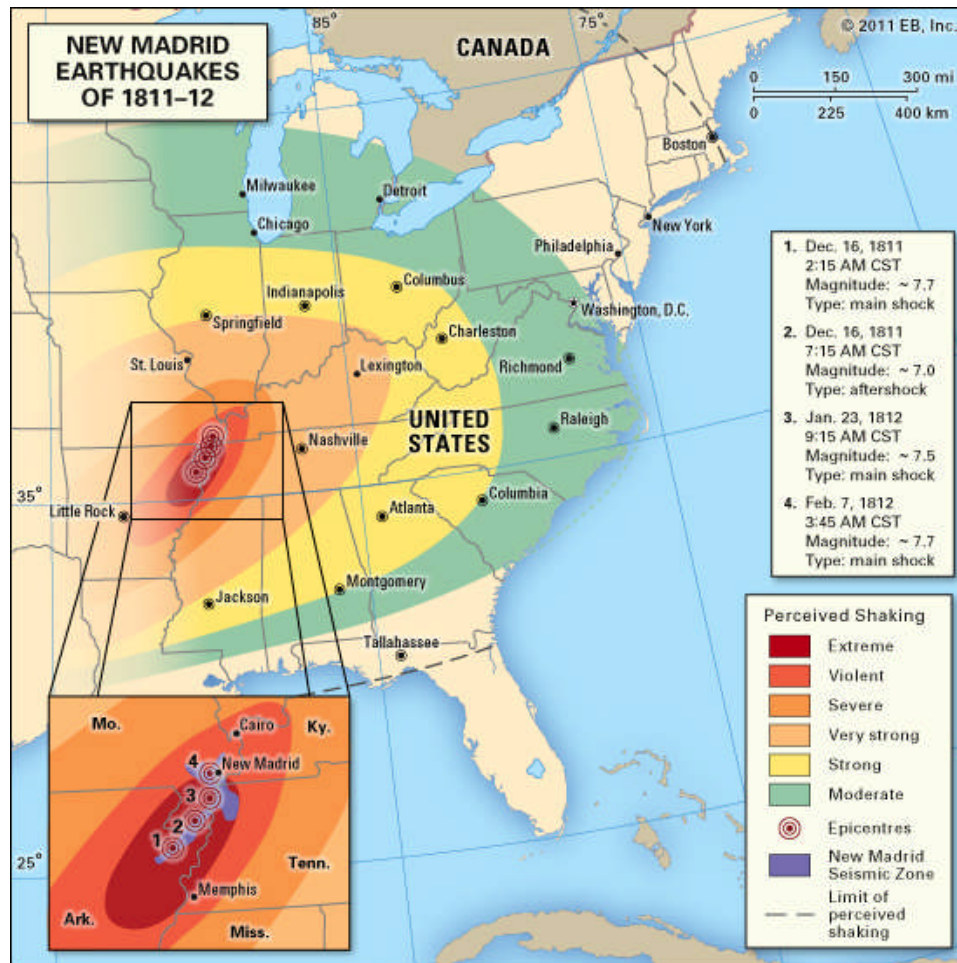 NEW MADRID
EARTHQUAKES
OF 1811–12
85°
75°
CANADA
© 2011 EB, Inc.
0 150 300 mi
0 225 400 km
Boston
Milwaukee
Detroit
Chicago
New York
Philadelphia
Columbus
Indianapolis
Washington, D.C.
Springfield
Charleston
St. Louis
Lexington
Richmond
UNITED
STATES
Nashville
Raleigh
35°
Little Rock
Atlanta
Columbia
Jackson
Montgomery
Tallahassee
1. Dec. 16, 1811
2:15 AM CST
Magnitude: ~ 7.7
Type: main shock
2. Dec. 16, 1811
7:15 AM CST
Magnitude: ~ 7.0
Type: aftershock
3. Jan. 23, 1812
9:15 AM CST
Magnitude: ~ 7.5
Type: main shock
4. Feb. 7, 1812
3:45 AM CST
Magnitude: ~ 7.7
Type: main shock
Perceived Shaking
Extreme
Violent
Severe
Very strong
Strong
Moderate
Epicentres
New Madrid
Seismic Zone
Limit of
perceived
shaking
Mo.
Cairo
Ky.
4
New Madrid
3
2
1
25°
Tenn.
Memphis
Ark.
Miss.